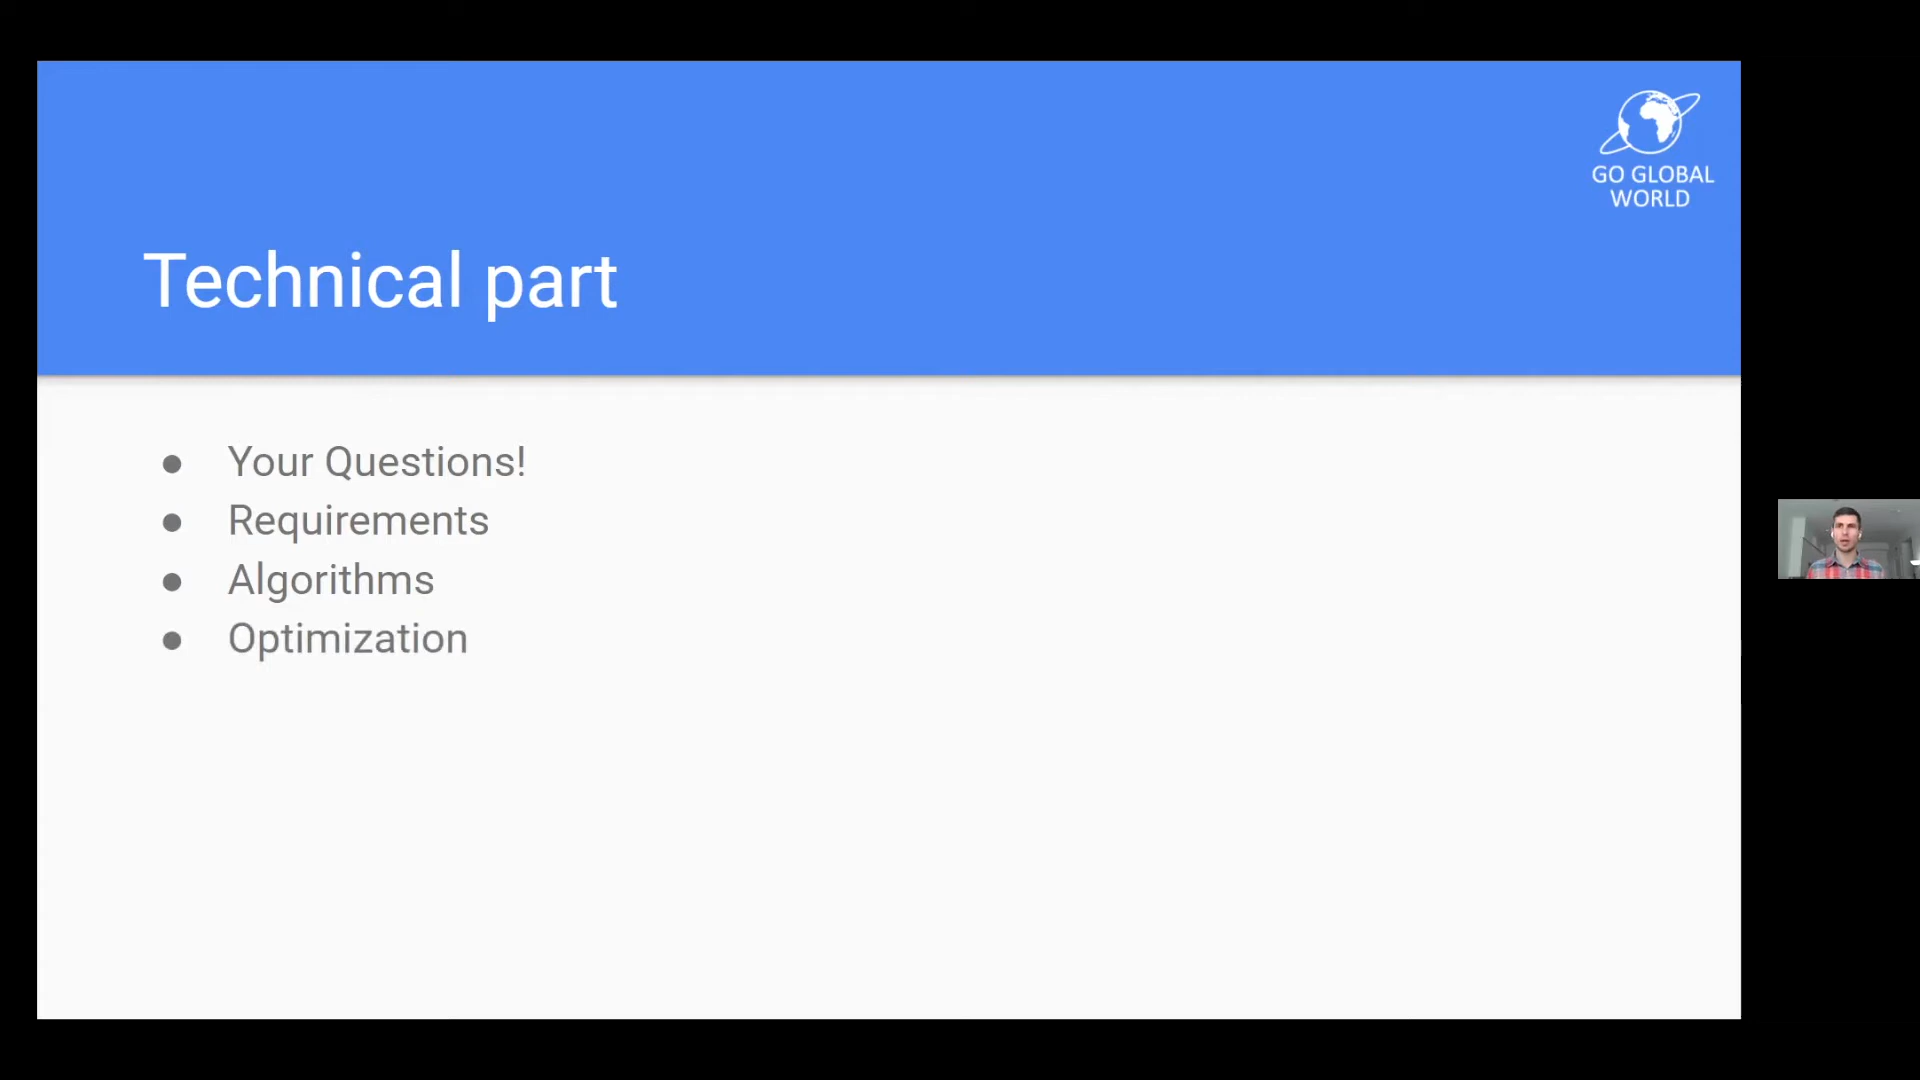 GO GLOBAL
WORLD
Technical part
● Your Questions!
● Requirements
● Algorithms
● Optimization